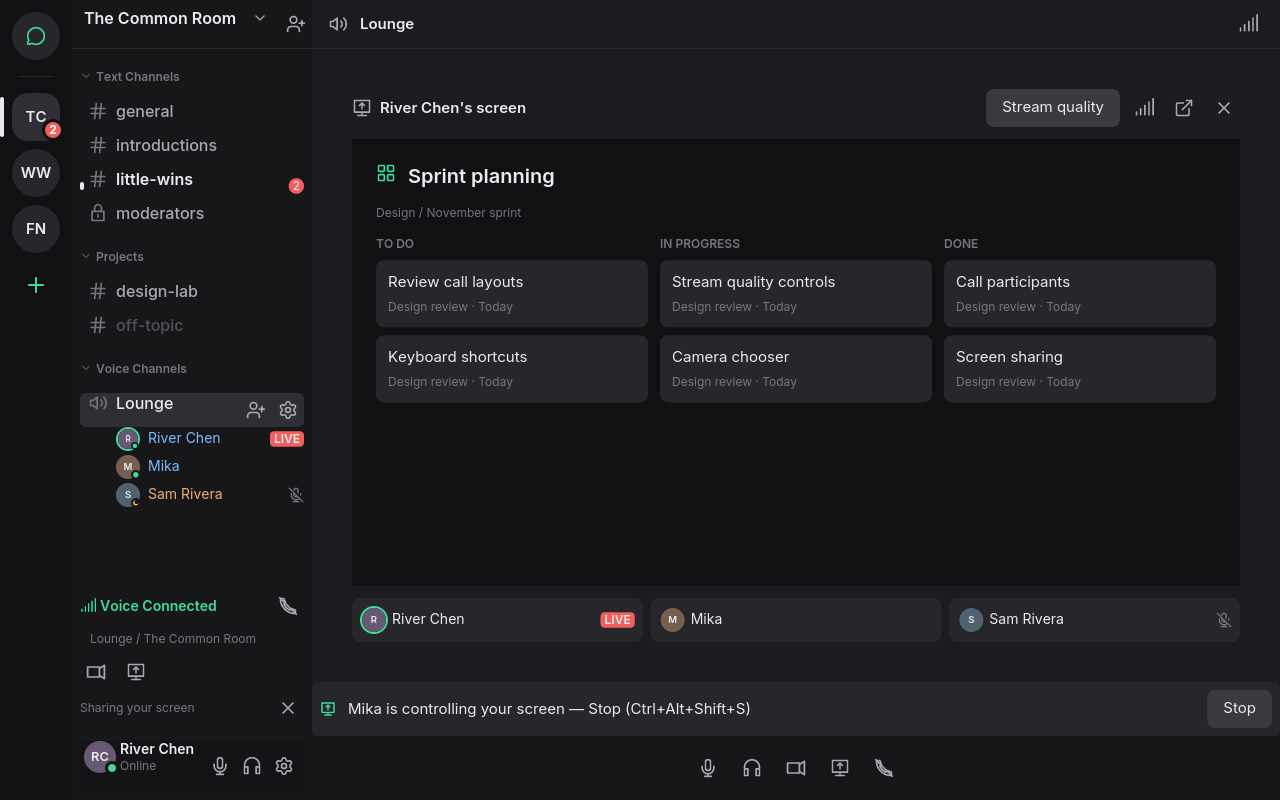 The Common Room
Lounge
TC
2
WW
FN
Text Channels
general
introductions
little-wins
2
moderators
Projects
design-lab
off-topic
Voice Channels
Lounge
R
River Chen
LIVE
M
Mika
S
Sam Rivera
Voice Connected
Lounge / The Common Room
Sharing your screen
RC
River Chen
Online
River Chen's screen
Stream quality
Sprint planning
Design / November sprint
TO DO
IN PROGRESS
DONE
Review call layouts
Design review · Today
Stream quality controls
Design review · Today
Call participants
Design review · Today
Keyboard shortcuts
Design review · Today
Camera chooser
Design review · Today
Screen sharing
Design review · Today
R
River Chen
LIVE
M
Mika
S
Sam Rivera
Mika is controlling your screen — Stop (Ctrl+Alt+Shift+S)
Stop